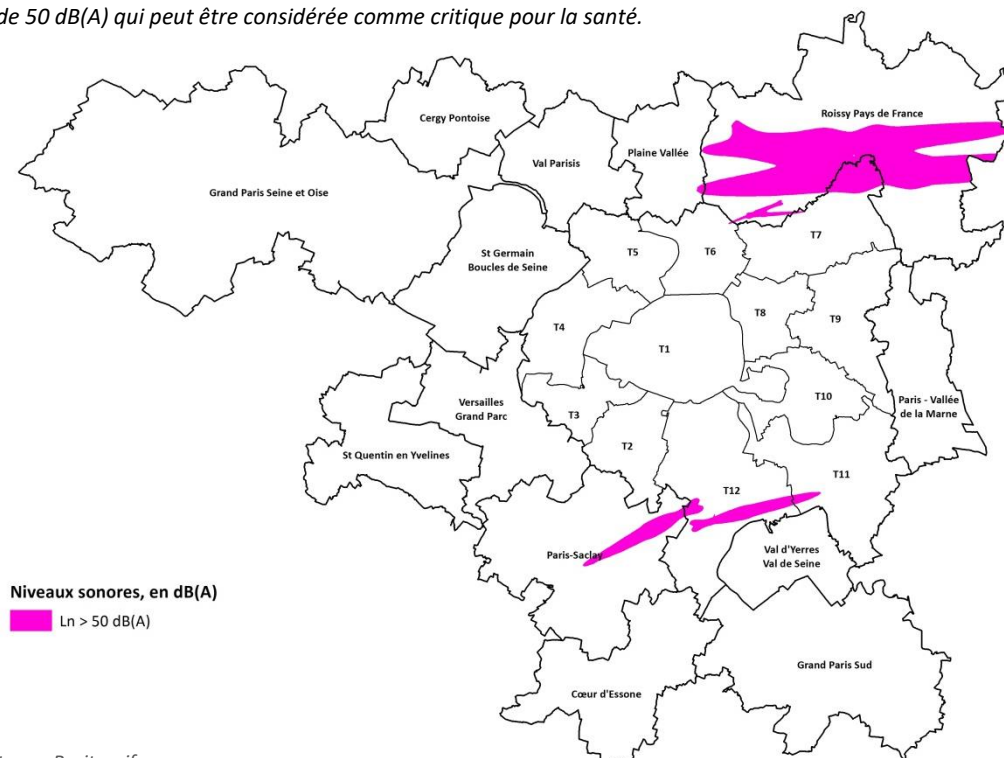 de 50 dB(A) qui peut être considérée comme critique pour la santé.
Cergy Pontoise
Roissy Pays de France
Val Parisis
Plaine Vallée
Grand Paris Seine et Oise
T7
St Germain
Boucles de Seine
T5
T6
T8
T9
T4
T1
T10
Paris - Vallée
de la Marne
Versailles
Grand Parc
T3
T2
St Quentin en Yvelines
T11
T12
Paris-Saclay
Val d'Yerres
Val de Seine
Niveaux sonores, en dB(A)
Ln > 50 dB(A)
Grand Paris Sud
Cœur d'Essone